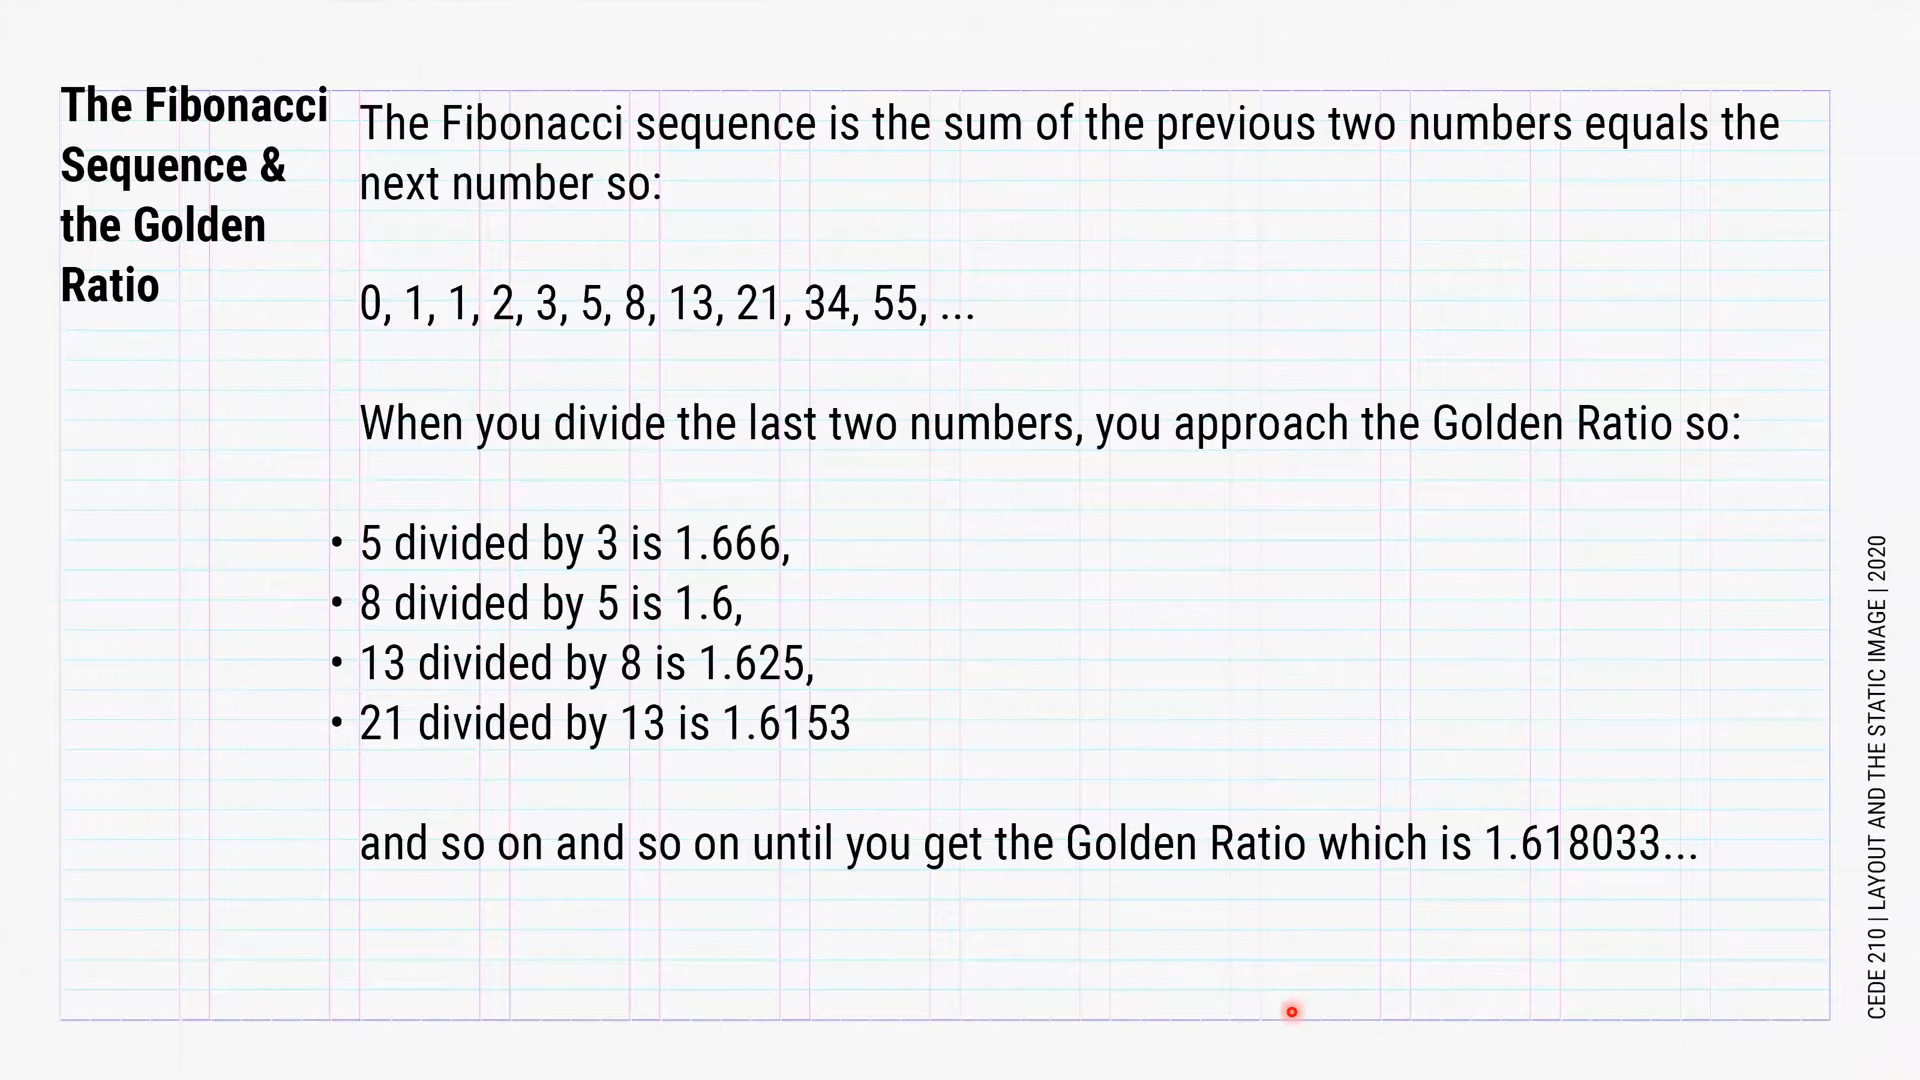 The Fibonacci
Sequence &
the Golden
Ratio
The Fibonacci sequence is the sum of the previous two numbers equals the
next number so:
0, 1, 1, 2, 3, 5, 8, 13, 21, 34, 55, ...
When you divide the last two numbers, you approach the Golden Ratio so:
• 5 divided by 3 is 1.666,
• 8 divided by 5 is 1.6,
• 13 divided by 8 is 1.625,
• 21 divided by 13 is 1.6153
and so on and so on until you get the Golden Ratio which is 1.618033...
CEDE 210 | LAYOUT AND THE STATIC IMAGE | 2020